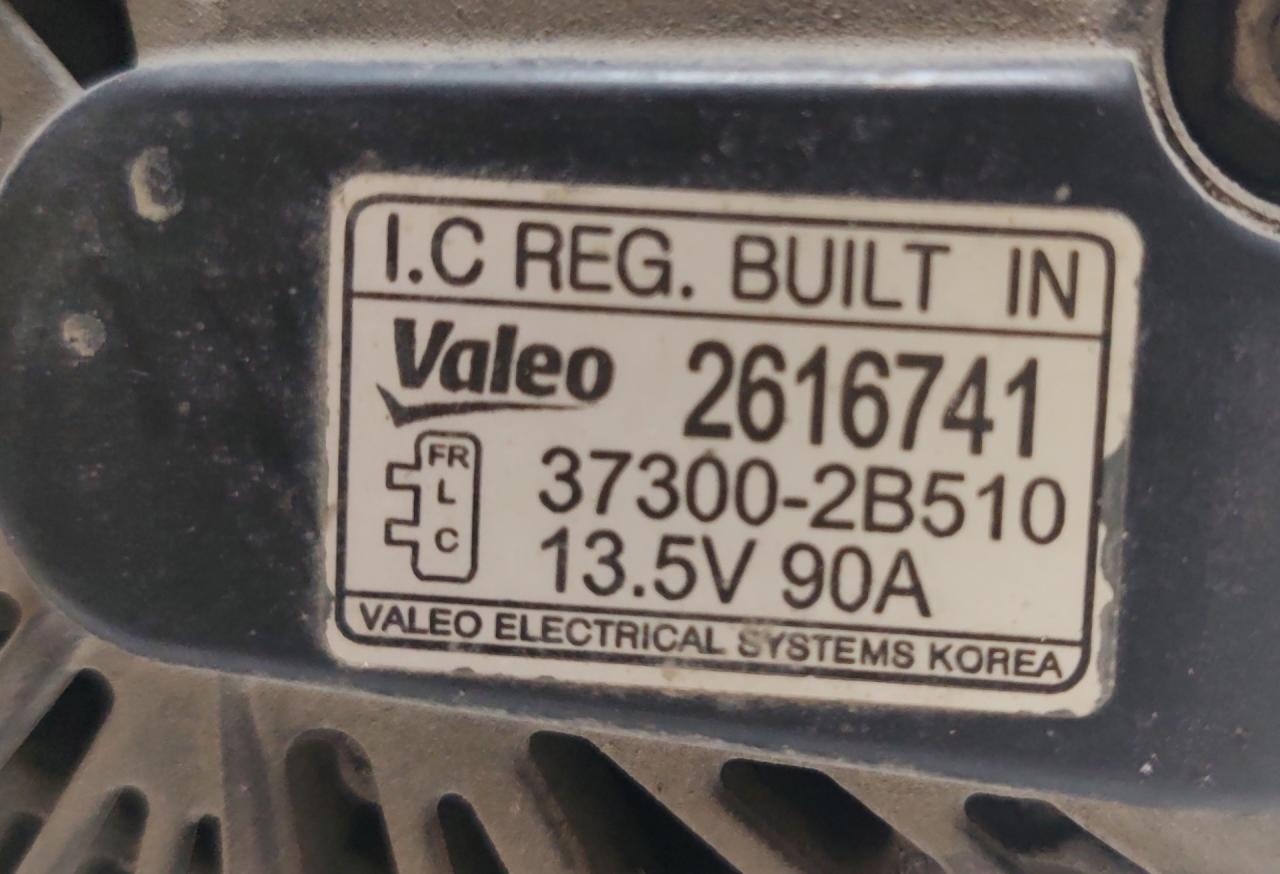 I.C REG. BUILT IN
Valeo 2616741
FR
L
C
37300-2B510
13.5V 90A
VALEO ELECTRICAL SYSTEMS KOREA